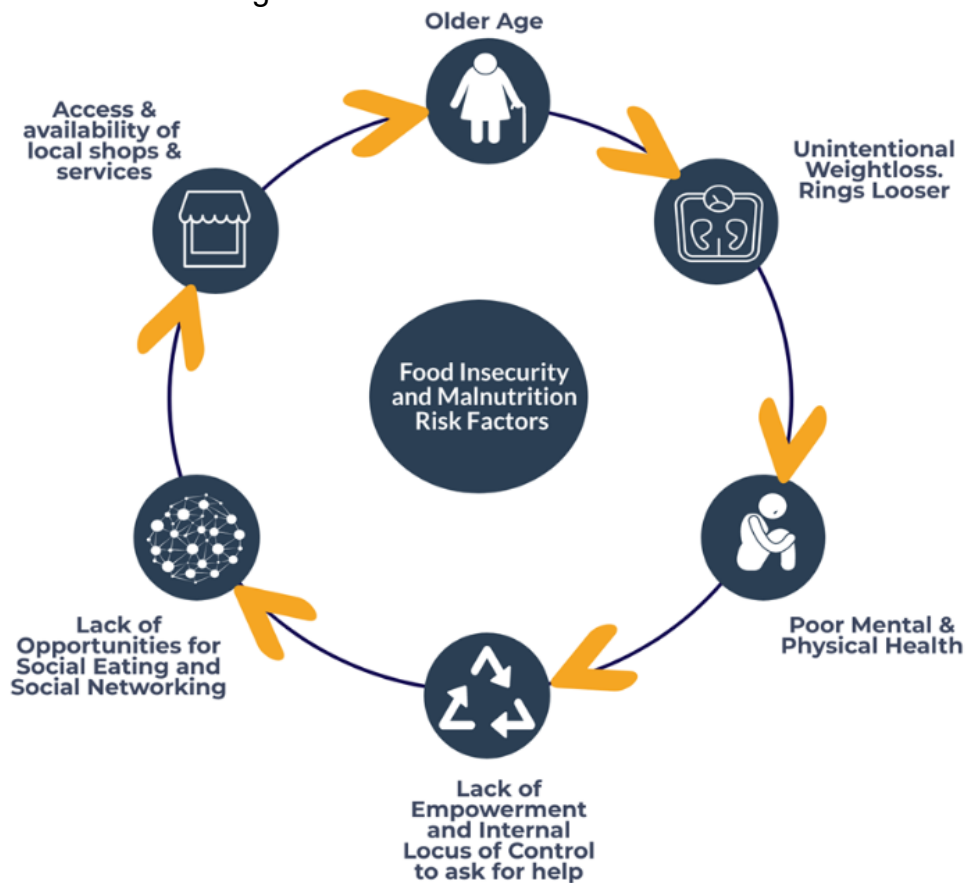 Older Age
Unintentional
Weightloss.
Rings Looser
Poor Mental &
Physical Health
Lack of
Empowerment
and Internal
Locus of Control
to ask for help
Lack of
Opportunities for
Social Eating and
Social Networking
Access &
availability of
local shops &
services
Food Insecurity
and Malnutrition
Risk Factors